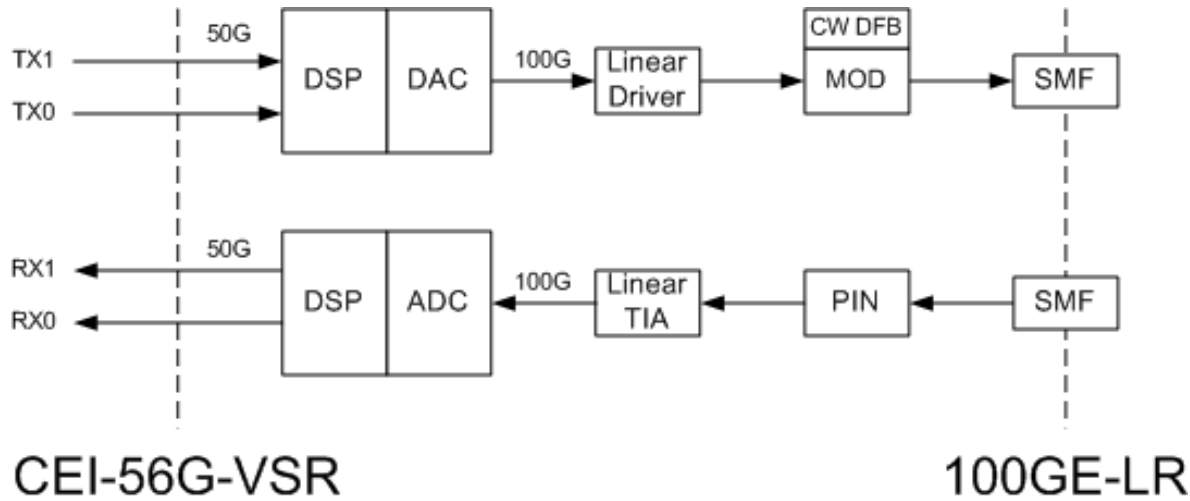 CW DFB
50G
TX1
TX0
DSP
DAC
100G
Linear
Driver
MOD
SMF
50G
RX1
RX0
DSP
ADC
100G
Linear
TIA
PIN
SMF
CEI-56G-VSR
100GE-LR